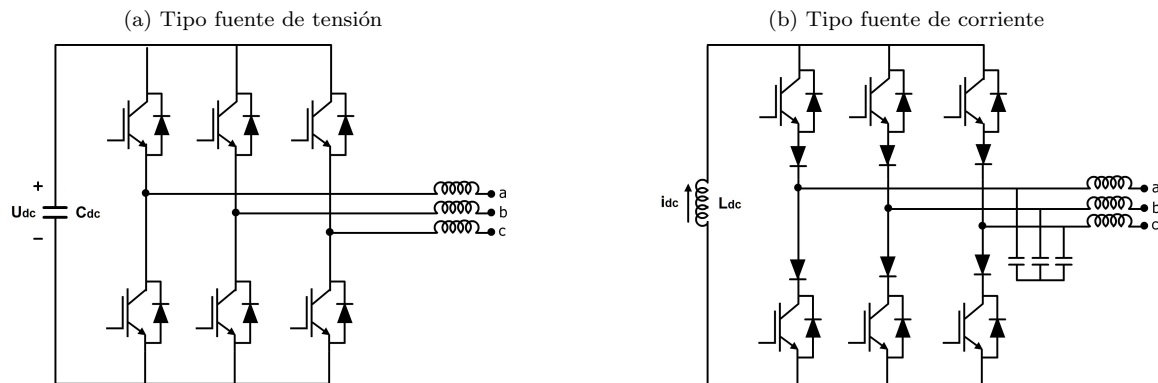 (a) Tipo fuente de tensión
+
Udc
Cdc
−
a
b
c
(b) Tipo fuente de corriente
idc
Ldc
a
b
c